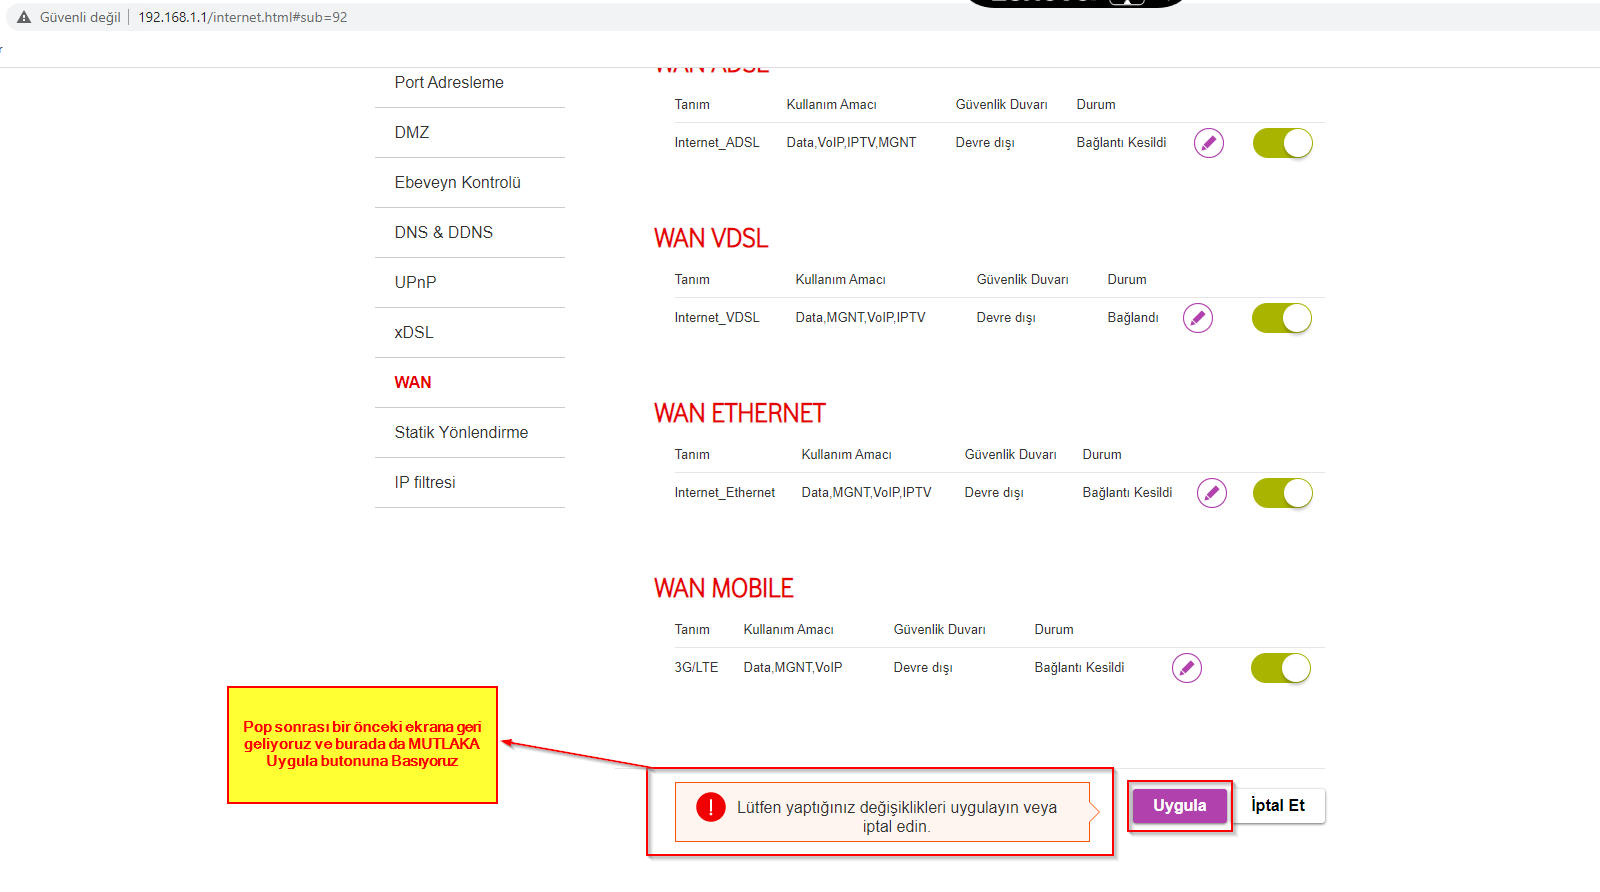 Güvenli değil 192.168.1.1/internet.html#sub=92
Port Adresleme
DMZ
Ebeveyn Kontrolü
DNS & DDNS
UPnP
xDSL
WAN
Statik Yönlendirme
IP filtresi
WAN ADSL
Tanım Kullanım Amacı Güvenlik Duvarı Durum
Internet_ADSL Data,VoIP,IPTV,MGNT Devre dışı Bağlantı Kesildi
WAN VDSL
Tanım Kullanım Amacı Güvenlik Duvarı Durum
Internet_VDSL Data,MGNT,VoIP,IPTV Devre dışı Bağlandı
WAN ETHERNET
Tanım Kullanım Amacı Güvenlik Duvarı Durum
Internet_Ethernet Data,MGNT,VoIP,IPTV Devre dışı Bağlantı Kesildi
WAN MOBILE
Tanım Kullanım Amacı Güvenlik Duvarı Durum
3G/LTE Data,MGNT,VoIP Devre dışı Bağlantı Kesildi
Pop sonrası bir önceki ekrana geri
geliyoruz ve burada da MUTLAKA
Uygula butonuna Basıyoruz
Lütfen yaptığınız değişiklikleri uygulayın veya
iptal edin.
Uygula İptal Et